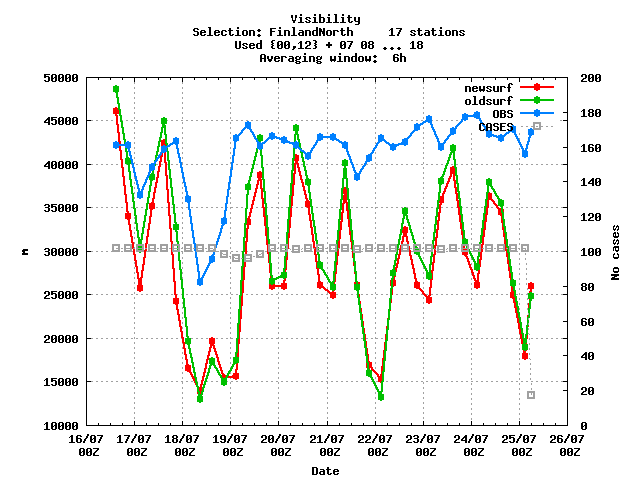 Visibility
Selection: FinlandNorth 17 stations
Used {00,12} + 07 08 ... 18
Averaging window: 6h
newsurf
oldsurf
OBS
CASES
50000
45000
40000
35000
30000
25000
20000
15000
10000
m
200
180
160
140
120
100
80
60
40
20
0
No cases
16/07 17/07 18/07 19/07 20/07 21/07 22/07 23/07 24/07 25/07 26/07
00Z 00Z 00Z 00Z 00Z 00Z 00Z 00Z 00Z 00Z 00Z
Date